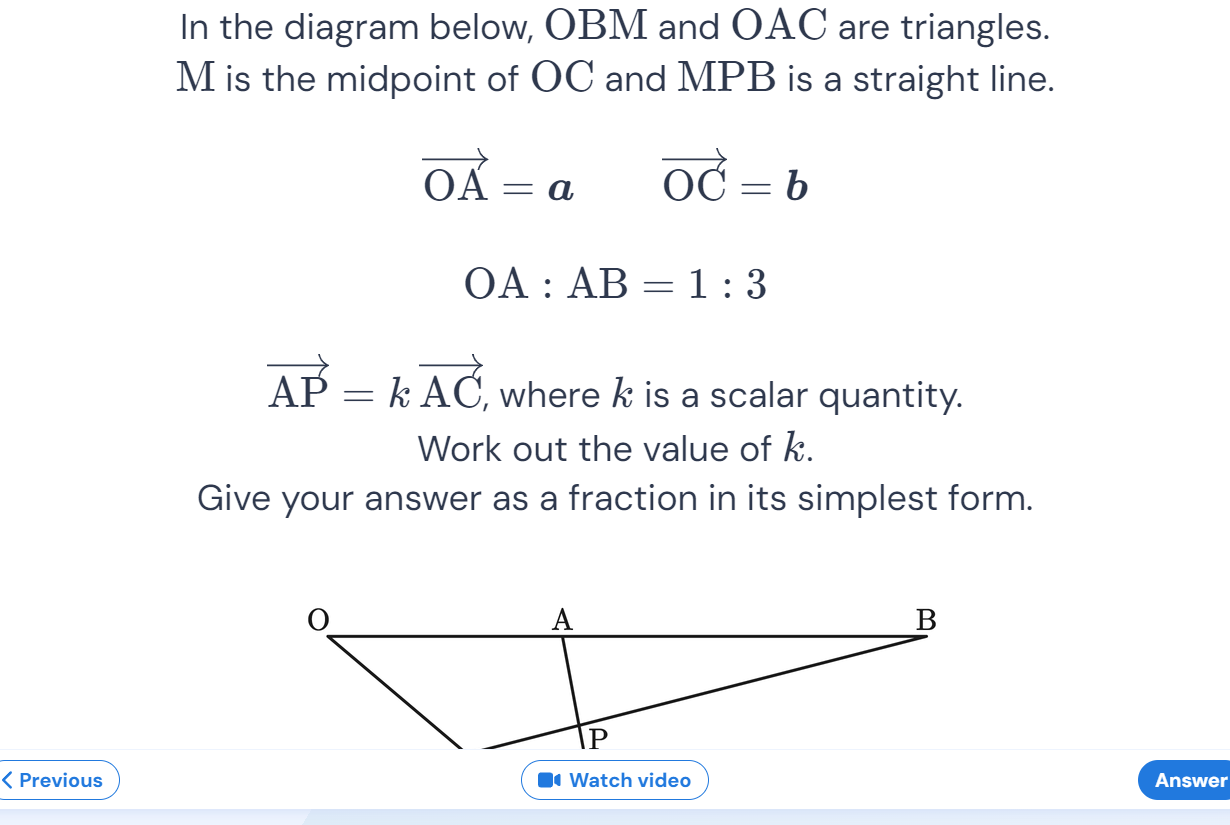 In the diagram below, OBM and OAC are triangles.
M is the midpoint of OC and MPB is a straight line.
$\overrightarrow{OA} = \boldsymbol{a}$ $\overrightarrow{OC} = \boldsymbol{b}$
OA : AB = 1 : 3
$\overrightarrow{AP} = k\overrightarrow{AC}$, where $k$ is a scalar quantity.
Work out the value of $k$.
Give your answer as a fraction in its simplest form.
O A B
P
Previous Watch video Answer